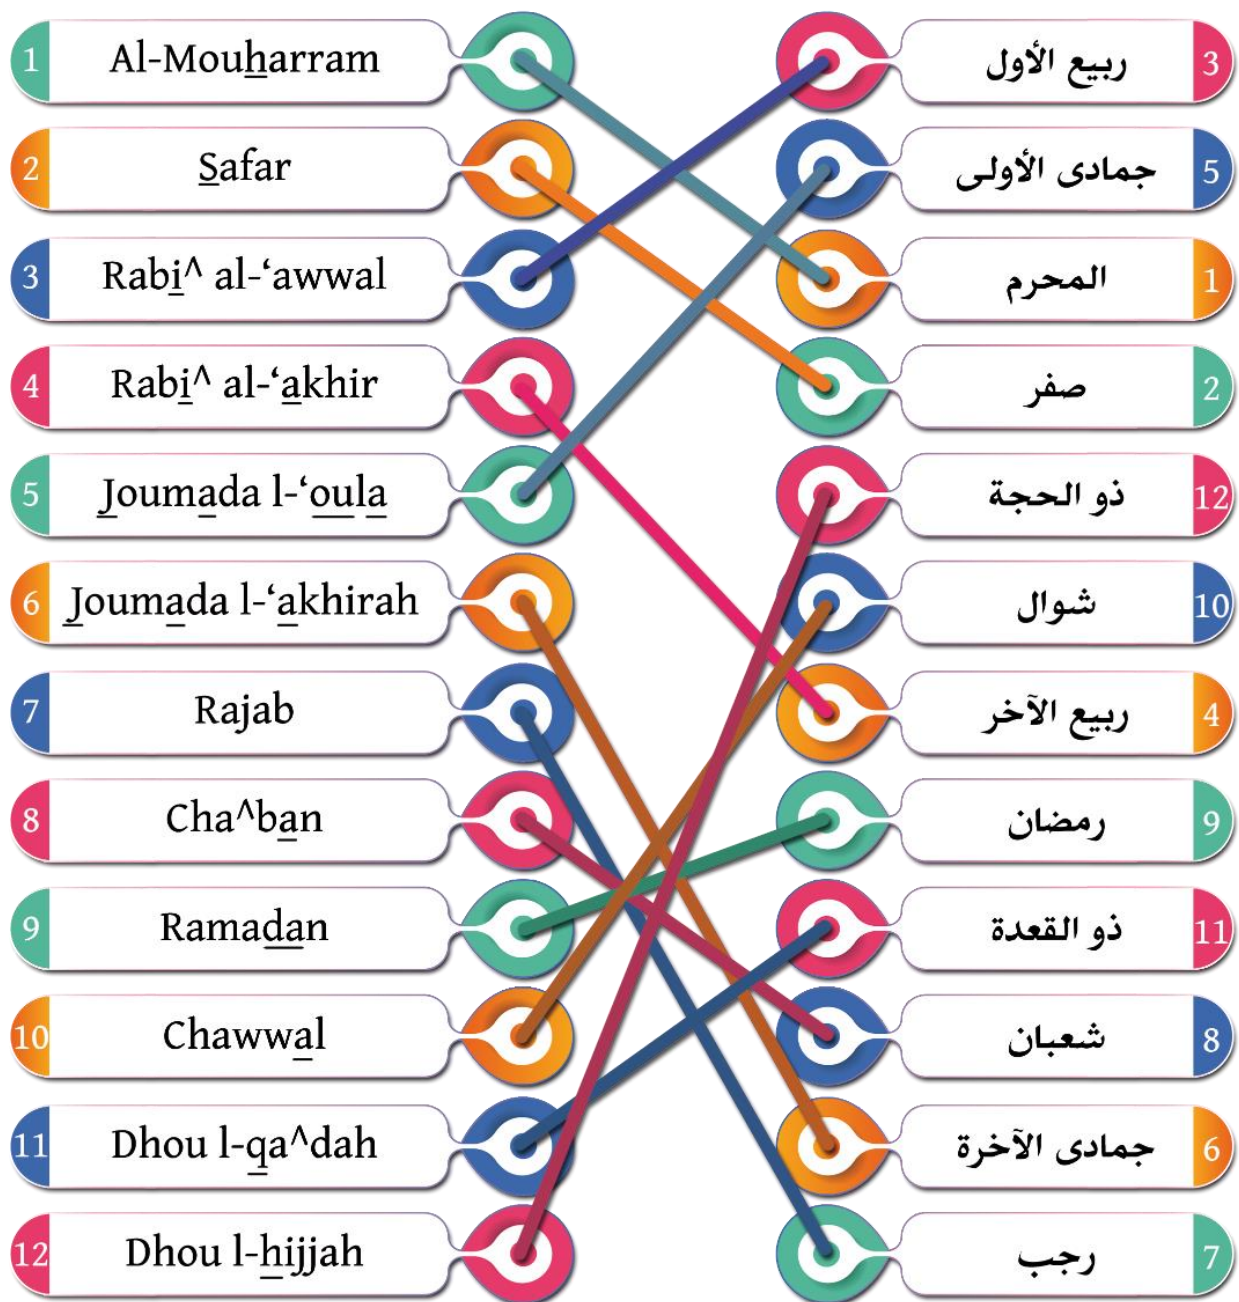 1 Al-Mouharram
ربيع الأول 3
2 Safar
جمادى الأولى 5
3 Rabi^ al-‘awwal
المحرم 1
4 Rabi^ al-‘akhir
صفر 2
5 Joumada l-‘oula
ذو الحجة 12
6 Joumada l-‘akhirah
شوال 10
7 Rajab
ربيع الآخر 4
8 Cha^ban
رمضان 9
9 Ramadan
ذو القعدة 11
10 Chawwal
شعبان 8
11 Dhou l-qa^dah
جمادى الآخرة 6
12 Dhou l-hijjah
رجب 7